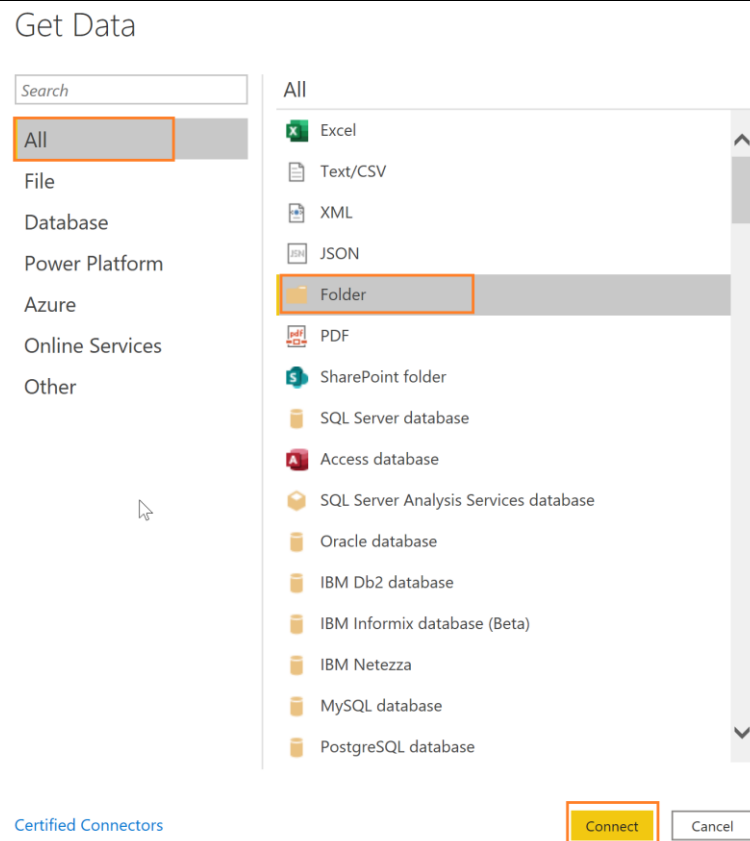 Get Data
Search
All
File
Database
Power Platform
Azure
Online Services
Other
All
Excel
Text/CSV
XML
JSON
Folder
PDF
SharePoint folder
SQL Server database
Access database
SQL Server Analysis Services database
Oracle database
IBM Db2 database
IBM Informix database (Beta)
IBM Netezza
MySQL database
PostgreSQL database
Certified Connectors
Connect
Cancel